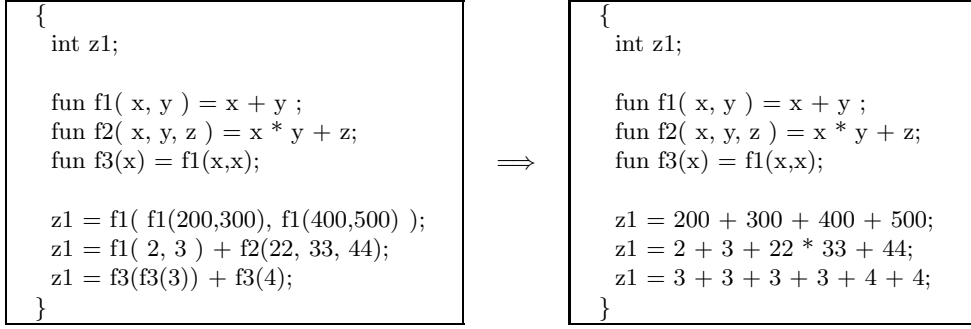 {
int z1;
fun f1( x, y ) = x + y ;
fun f2( x, y, z ) = x * y + z;
fun f3(x) = f1(x,x);
z1 = f1( f1(200,300), f1(400,500) );
z1 = f1( 2, 3 ) + f2(22, 33, 44);
z1 = f3(f3(3)) + f3(4);
}
⟹
{
int z1;
fun f1( x, y ) = x + y ;
fun f2( x, y, z ) = x * y + z;
fun f3(x) = f1(x,x);
z1 = 200 + 300 + 400 + 500;
z1 = 2 + 3 + 22 * 33 + 44;
z1 = 3 + 3 + 3 + 3 + 4 + 4;
}